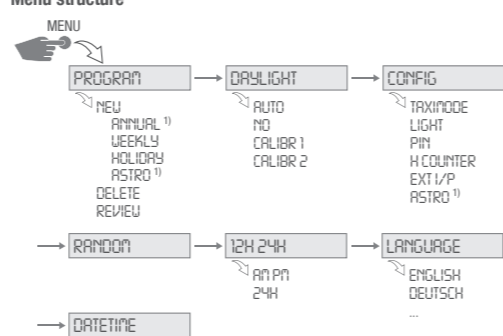 Menu structure
MENU
PROGRAM
NEW
ANNUAL 1)
WEEKLY
HOLIDAY
ASTRO 1)
DELETE
REVIEW
DAYLIGHT
AUTO
NO
CALIBR 1
CALIBR 2
CONFIG
TAXIMODE
LIGHT
PIN
H COUNTER
EXT I/P
ASTRO 1)
RANDOM
12H 24H
AM PM
24H
LANGUAGE
ENGLISH
DEUTSCH
...
DATETIME